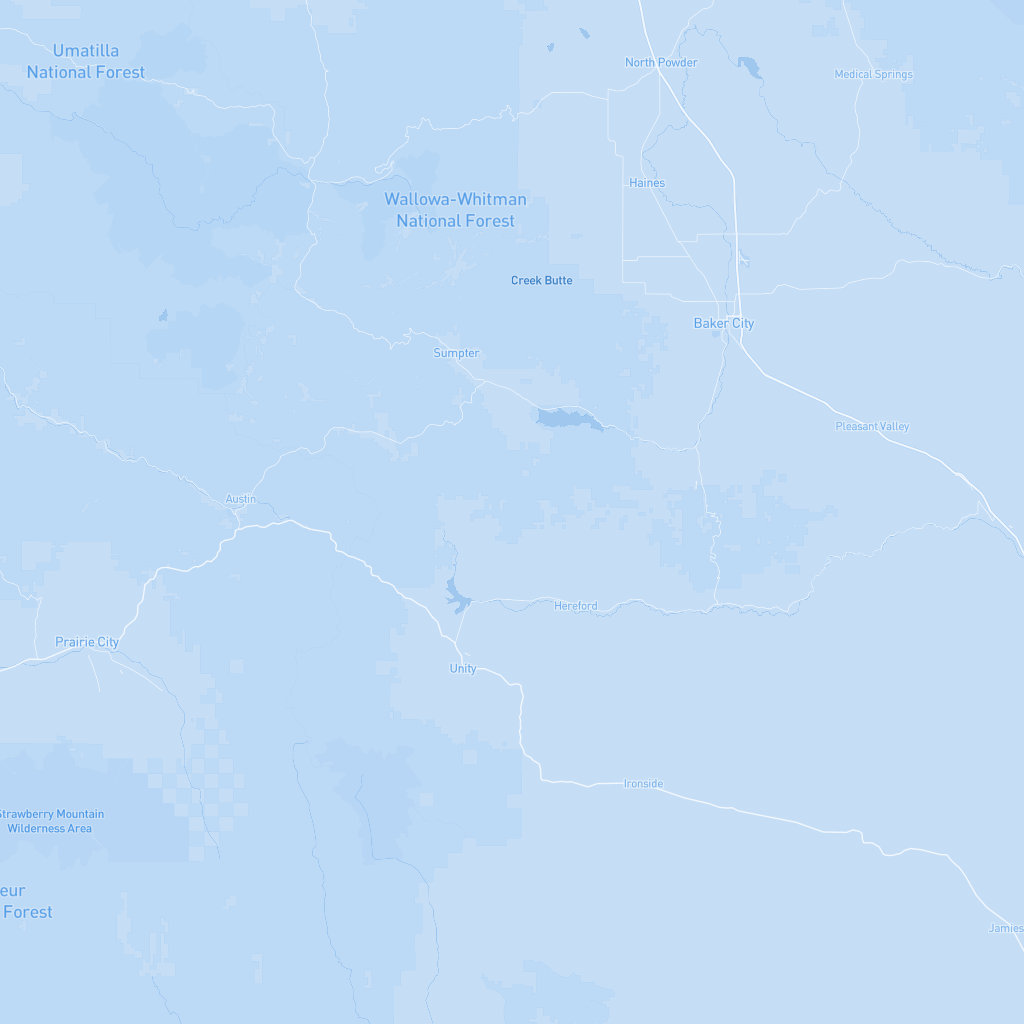 Umatilla
National Forest
North Powder
Medical Springs
Haines
Wallowa-Whitman
National Forest
Creek Butte
Baker City
Sumpter
Pleasant Valley
Austin
Hereford
Prairie City
Unity
Ironside
Strawberry Mountain
Wilderness Area
eur
Forest
Jamies